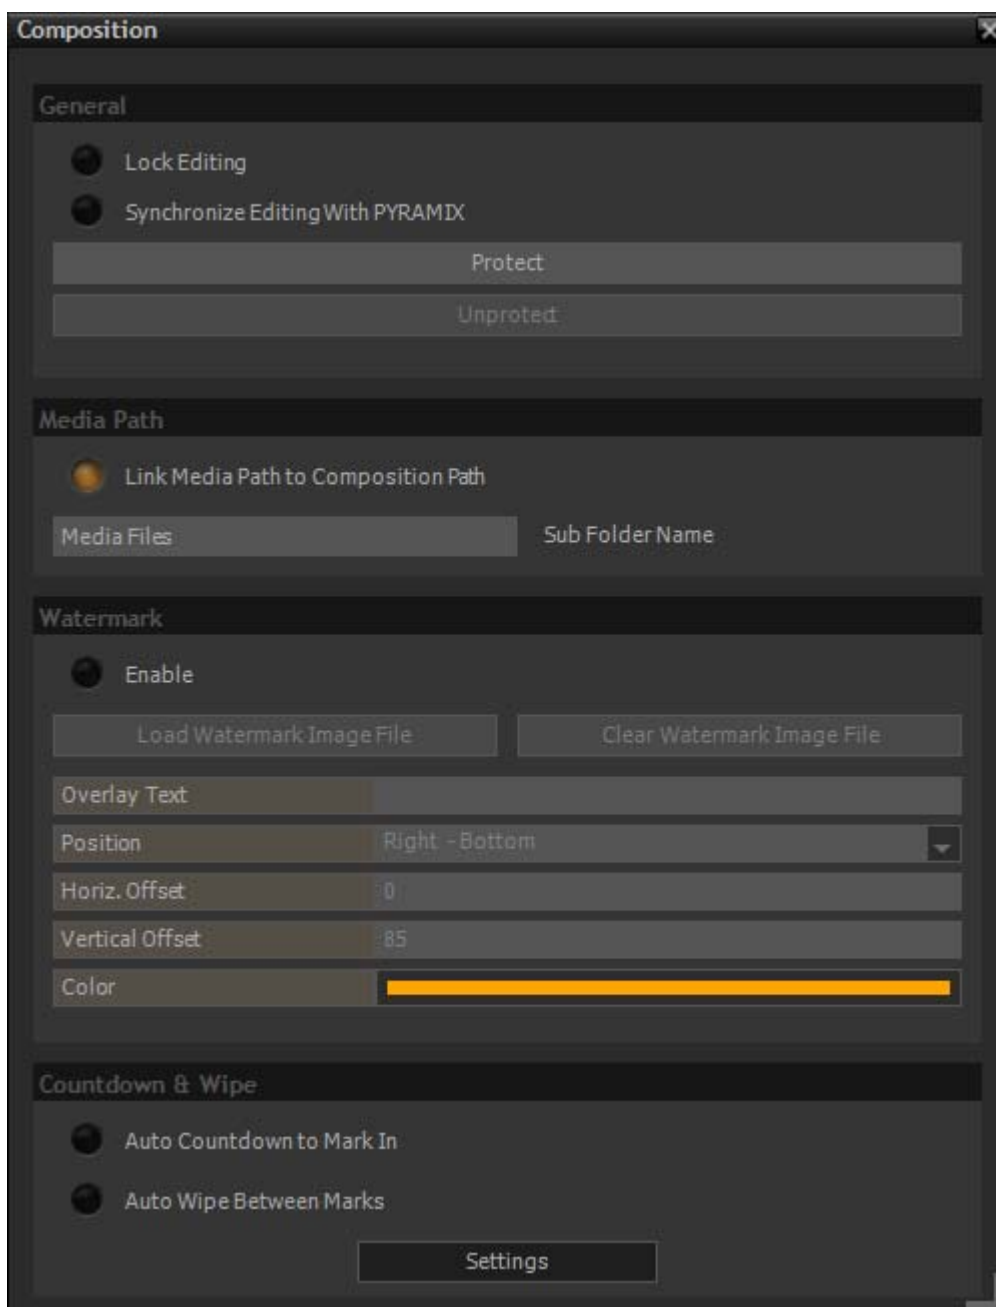 Composition
General
Lock Editing
Synchronize Editing With PYRAMIX
Protect
Unprotect
Media Path
Link Media Path to Composition Path
Media Files Sub Folder Name
Watermark
Enable
Load Watermark Image File Clear Watermark Image File
Overlay Text
Position Right - Bottom
Horiz. Offset 0
Vertical Offset 85
Color
Countdown & Wipe
Auto Countdown to Mark In
Auto Wipe Between Marks
Settings